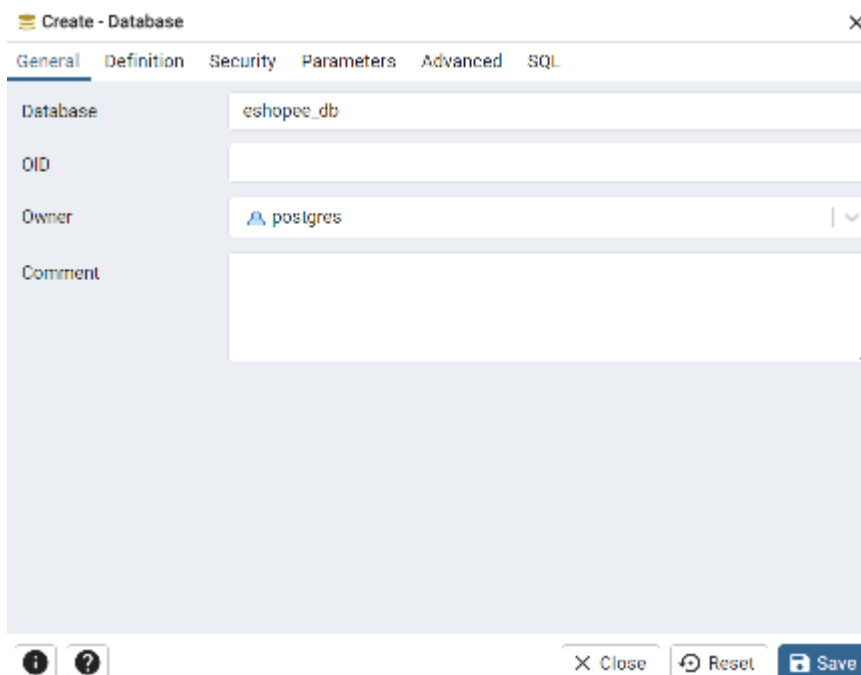 Create - Database
General Definition Security Parameters Advanced SQL
Database eshopee_db
OID
Owner postgres
Comment
Close Reset Save